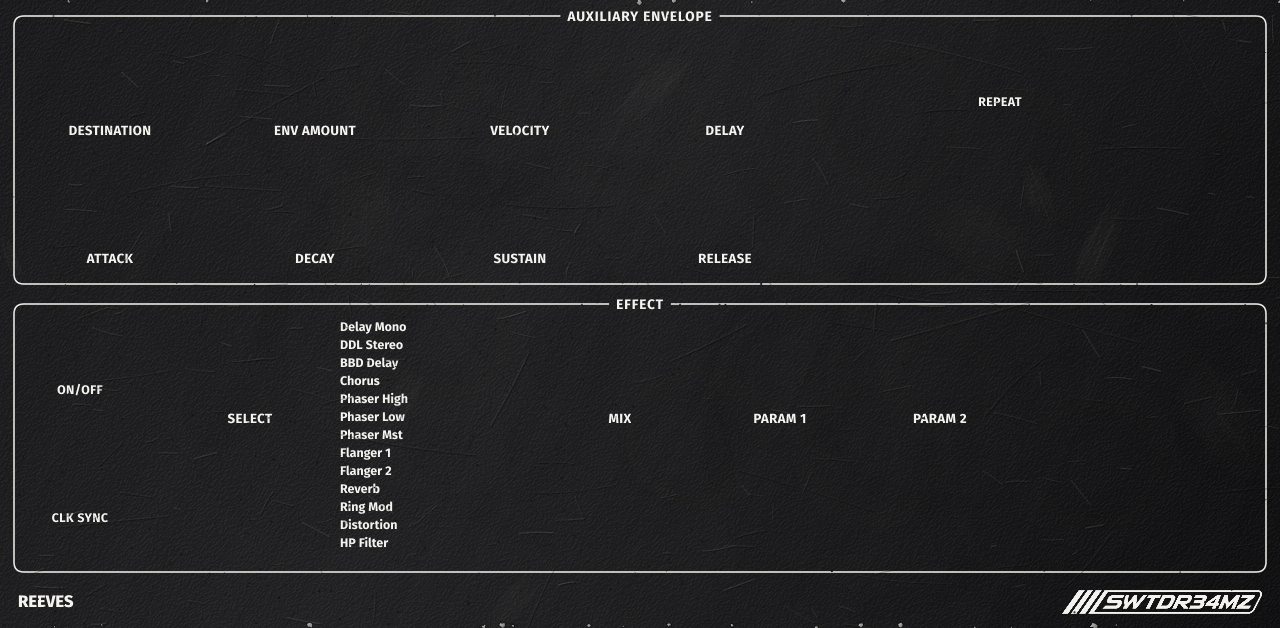 AUXILIARY ENVELOPE
REPEAT
DESTINATION
ENV AMOUNT
VELOCITY
DELAY
ATTACK
DECAY
SUSTAIN
RELEASE
EFFECT
ON/OFF
CLK SYNC
SELECT
Delay Mono
DDL Stereo
BBD Delay
Chorus
Phaser High
Phaser Low
Phaser Mst
Flanger 1
Flanger 2
Reverb
Ring Mod
Distortion
HP Filter
MIX
PARAM 1
PARAM 2
REEVES
SWTDR34MZ